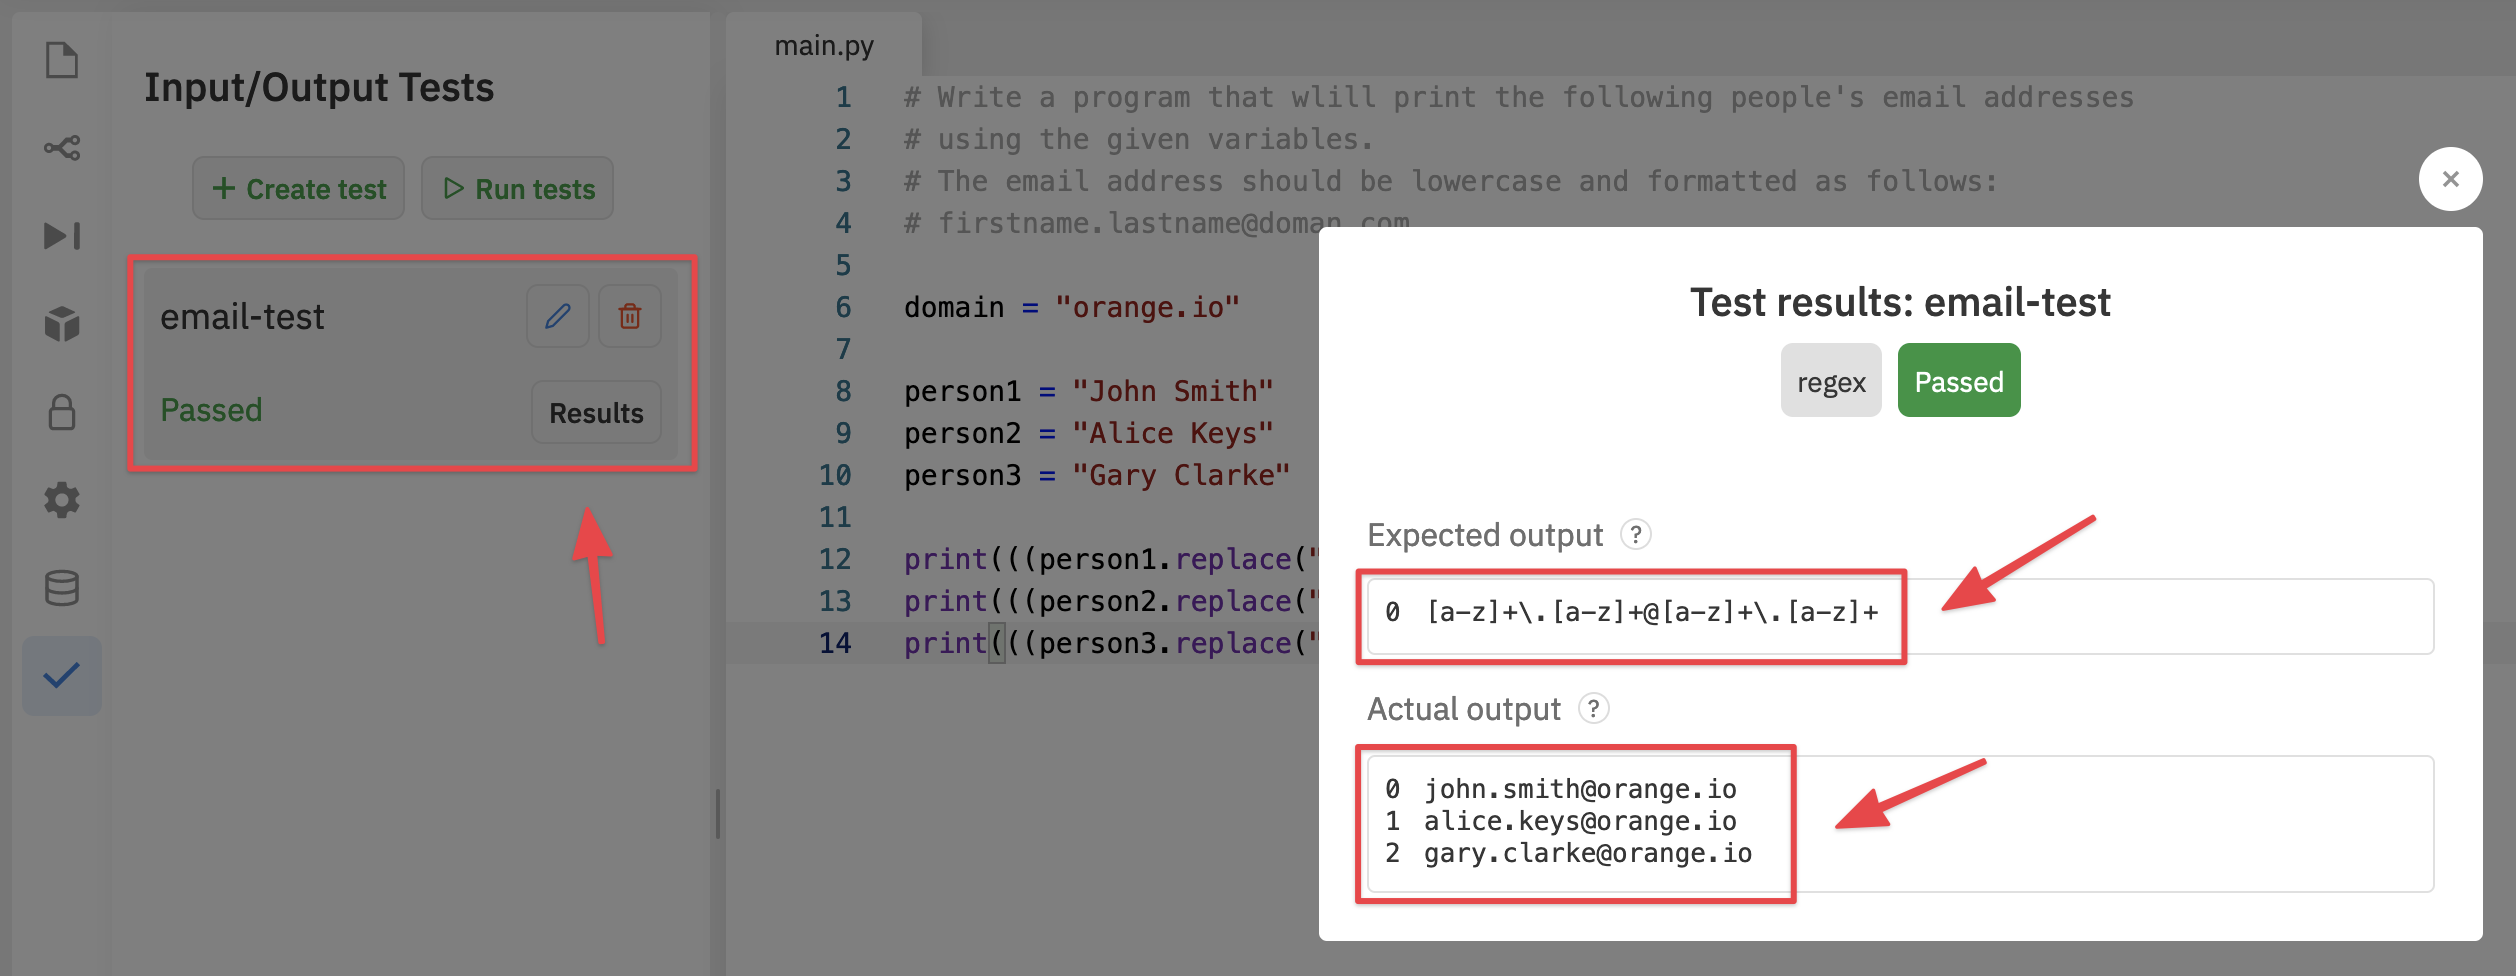 Input/Output Tests
+ Create test
Run tests
email-test
Passed
Results
main.py
1 # Write a program that wlill print the following people's email addresses
2 # using the given variables.
3 # The email address should be lowercase and formatted as follows:
4 # firstname.lastname@doman.com
5
6 domain = "orange.io"
7
8 person1 = "John Smith"
9 person2 = "Alice Keys"
10 person3 = "Gary Clarke"
11
12 print(((person1.replace("
13 print(((person2.replace("
14 print(((person3.replace("
×
Test results: email-test
regex
Passed
Expected output ?
0 [a-z]+\.[a-z]+@[a-z]+\.[a-z]+
Actual output ?
0 john.smith@orange.io
1 alice.keys@orange.io
2 gary.clarke@orange.io